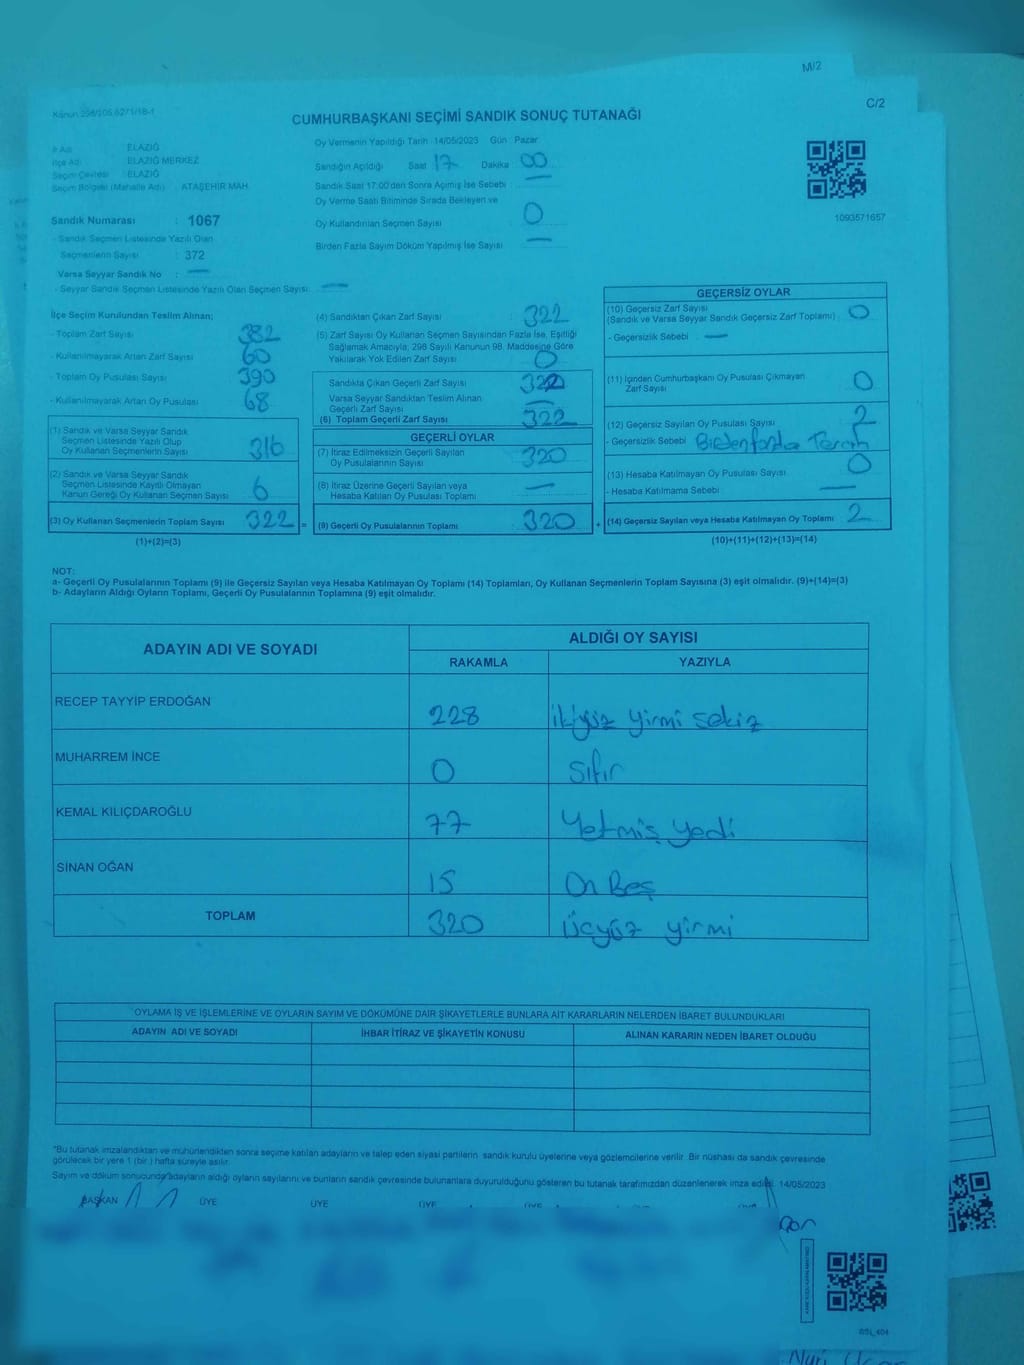 M/2
C/2
CUMHURBAŞKANI SEÇİMİ SANDIK SONUÇ TUTANAĞI
İl Adı : ELAZIĞ
İlçe Adı : ELAZIĞ MERKEZ
Seçim Çevresi : ELAZIĞ
Seçim Bölgesi (Mahalle Adı) : ATAŞEHİR MAH.
Sandık Numarası : 1067
- Sandık Seçmen Listesinde Yazılı Olan
Seçmenlerin Sayısı : 372
Varsa Seyyar Sandık No : —
- Seyyar Sandık Seçmen Listesinde Yazılı Olan Seçmen Sayısı: —
Oy Vermenin Yapıldığı Tarih 14/05/2023 Gün : Pazar
Sandığın Açıldığı Saat 17 Dakika 00
Sandık Saat 17:00'den Sonra Açımış İse Sebebi : —
Oy Verme Saati Bitiminde Sırada Bekleyen ve
Oy Kullandırılan Seçmen Sayısı 0
Birden Fazla Sayım Döküm Yapılmış İse Sayısı —
1093571657
İlçe Seçim Kurulundan Teslim Alınan;
- Toplam Zarf Sayısı : 382
- Kullanılmayarak Artan Zarf Sayısı : 60
- Toplam Oy Pusulası Sayısı : 390
- Kullanılmayarak Artan Oy Pusulası : 68
(1) Sandık ve Varsa Seyyar Sandık
Seçmen Listesinde Yazılı Olup
Oy Kullanan Seçmenlerin Sayısı : 316
(2) Sandık ve Varsa Seyyar Sandık
Seçmen Listesinde Kayıtlı Olmayan
Kanun Gereği Oy Kullanan Seçmen Sayısı : 6
(3) Oy Kullanan Seçmenlerin Toplam Sayısı : 322 =
(1)+(2)=(3)
(4) Sandıktan Çıkan Zarf Sayısı : 322
(5) Zarf Sayısı Oy Kullanan Seçmen Sayısından Fazla İse, Eşitliği
Sağlamak Amacıyla, 298 Sayılı Kanunun 98. Maddesine Göre
Yakılarak Yok Edilen Zarf Sayısı : 0
Sandıkta Çıkan Geçerli Zarf Sayısı : 322
Varsa Seyyar Sandıktan Teslim Alınan
Geçerli Zarf Sayısı : —
(6) Toplam Geçerli Zarf Sayısı : 322
GEÇERLİ OYLAR
(7) İtiraz Edilmeksizin Geçerli Sayılan
Oy Pusulalarının Sayısı : 320
(8) İtiraz Üzerine Geçerli Sayılan veya
Hesaba Katılan Oy Pusulası Toplamı : —
(9) Geçerli Oy Pusulalarının Toplamı : 320 +
GEÇERSİZ OYLAR
(10) Geçersiz Zarf Sayısı
(Sandık ve Varsa Seyyar Sandık Geçersiz Zarf Toplamı) : 0
- Geçersizlik Sebebi : —
(11) İçinden Cumhurbaşkanı Oy Pusulası Çıkmayan
Zarf Sayısı : 0
(12) Geçersiz Sayılan Oy Pusulası Sayısı : 2
- Geçersizlik Sebebi : Birden fazla Tercih
(13) Hesaba Katılmayan Oy Pusulası Sayısı : 0
- Hesaba Katılmama Sebebi : —
(14) Geçersiz Sayılan veya Hesaba Katılmayan Oy Toplamı : 2
(10)+(11)+(12)+(13)=(14)
NOT:
a- Geçerli Oy Pusulalarının Toplamı (9) ile Geçersiz Sayılan veya Hesaba Katılmayan Oy Toplamı (14) Toplamları, Oy Kullanan Seçmenlerin Toplam Sayısına (3) eşit olmalıdır. (9)+(14)=(3)
b- Adayların Aldığı Oyların Toplamı, Geçerli Oy Pusulalarının Toplamına (9) eşit olmalıdır.
ADAYIN ADI VE SOYADI
ALDIĞI OY SAYISI
RAKAMLA YAZIYLA
RECEP TAYYİP ERDOĞAN 228 ikiyüz yirmi sekiz
MUHARREM İNCE 0 Sıfır
KEMAL KILIÇDAROĞLU 77 Yetmiş yedi
SİNAN OĞAN 15 On Beş
TOPLAM 320 Üçyüz yirmi
OYLAMA İŞ VE İŞLEMLERİNE VE OYLARIN SAYIM VE DÖKÜMÜNE DAİR ŞİKAYETLERLE BUNLARA AİT KARARLARIN NELERDEN İBARET BULUNDUKLARI
ADAYIN ADI VE SOYADI İHBAR İTİRAZ VE ŞİKAYETİN KONUSU ALINAN KARARIN NEDEN İBARET OLDUĞU
*Bu tutanak imzalandıktan ve mühürlendikten sonra seçime katılan adayların ve talep eden siyasi partilerin sandık kurulu üyelerine veya gözlemcilerine verilir. Bir nüshası da sandık çevresinde
görülecek bir yere 1 (bir ) hafta süreyle asılır.
Sayım ve döküm sonucunda adayların aldığı oyların sayılarını ve bunların sandık çevresinde bulunanlara duyurulduğunu gösteren bu tutanak tarafımızdan düzenlenerek imza edildi. 14/05/2023
BAŞKAN ÜYE ÜYE ÜYE ÜYE